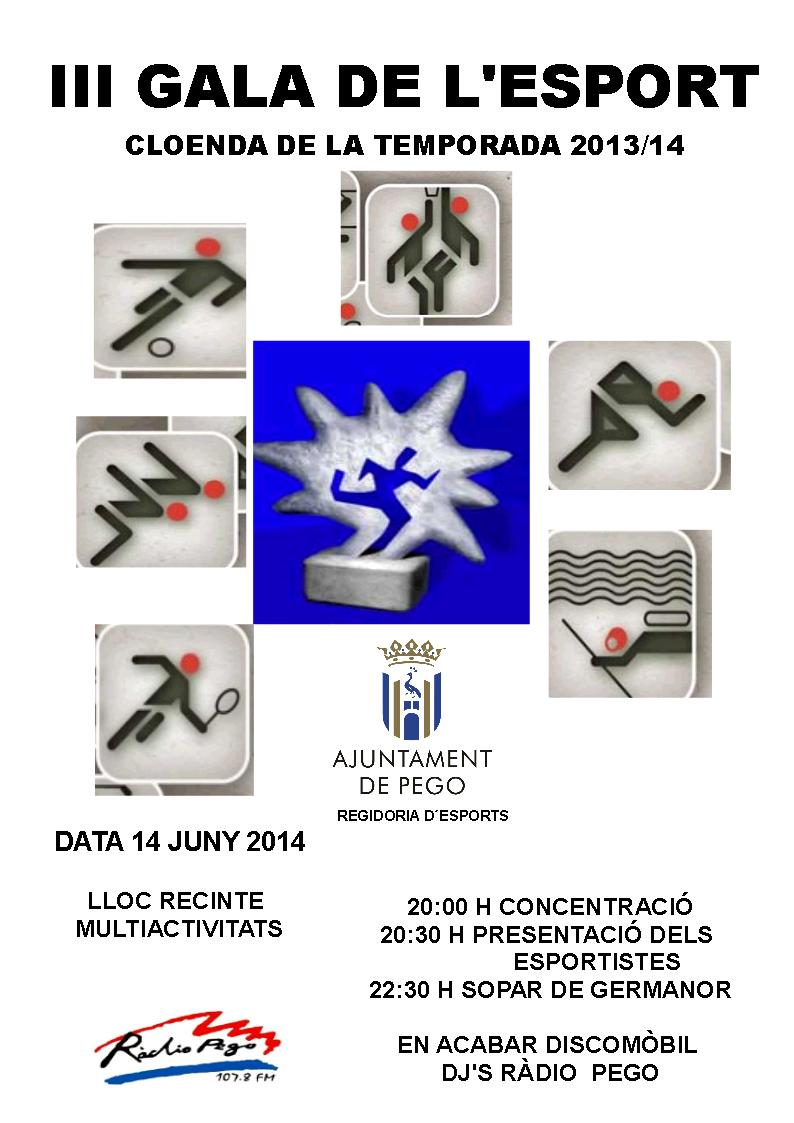 III GALA DE L'ESPORT
CLOENDA DE LA TEMPORADA 2013/14
AJUNTAMENT
DE PEGO
REGIDORIA D´ESPORTS
DATA 14 JUNY 2014
LLOC RECINTE
MULTIACTIVITATS
20:00 H CONCENTRACIÓ
20:30 H PRESENTACIÓ DELS
ESPORTISTES
22:30 H SOPAR DE GERMANOR
EN ACABAR DISCOMÒBIL
DJ'S RÀDIO PEGO
Ràdio Pego
107.8 FM